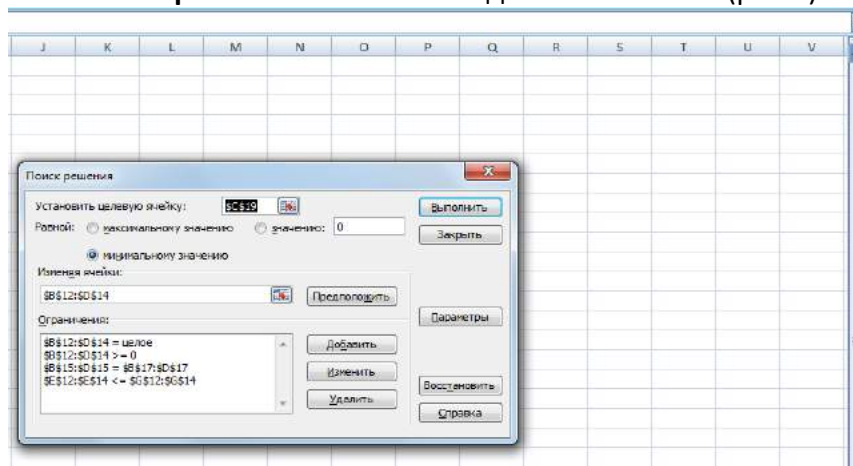 J K L M N O P Q R S T U V
Поиск решения
Установить целевую ячейку: $C$19
Выполнить
Равной: максимальному значению значению: 0
Закрыть
минимальному значению
Изменяя ячейки:
$B$12:$D$14
Предположить
Ограничения:
Параметры
$B$12:$D$14 = целое
$B$12:$D$14 >= 0
$B$15:$D$15 = $B$17:$D$17
$E$12:$E$14 <= $G$12:$G$14
Добавить
Изменить
Удалить
Восстановить
Справка